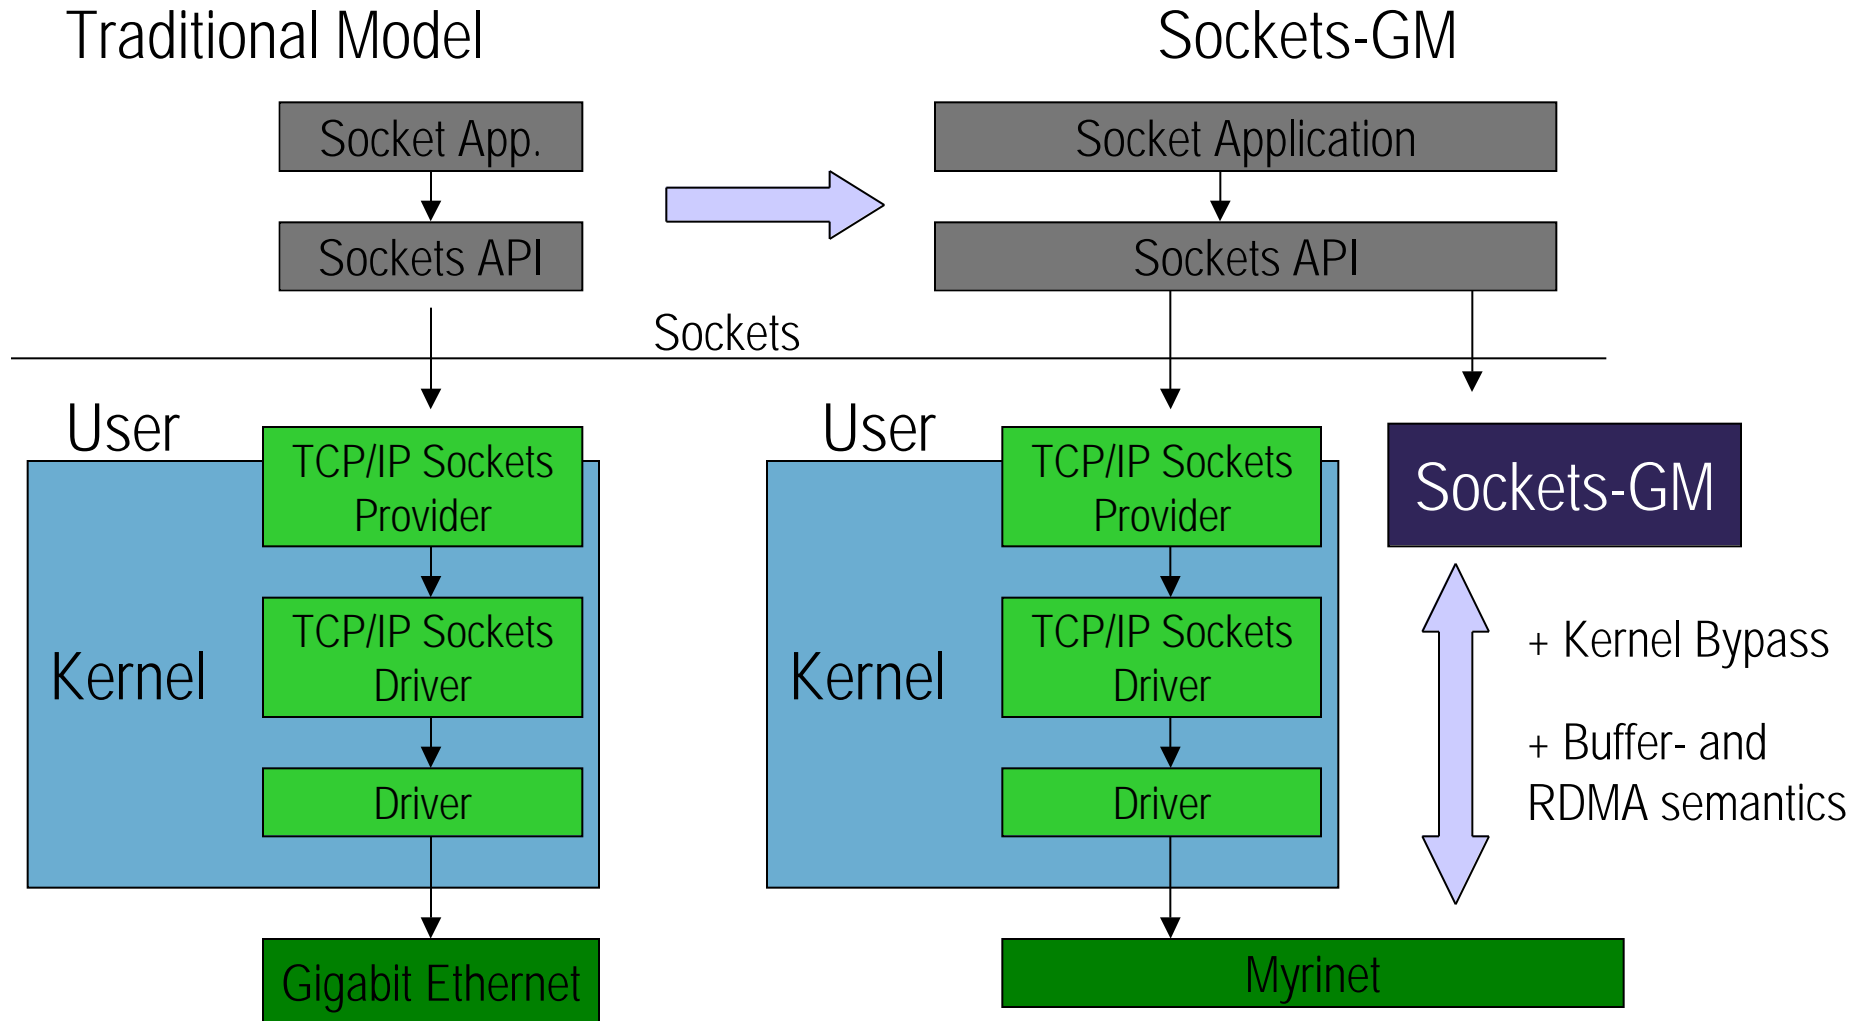 Traditional Model
Sockets-GM
Socket App.
Socket Application
Sockets API
Sockets API
Sockets
User
User
TCP/IP Sockets
Provider
TCP/IP Sockets
Provider
Sockets-GM
Kernel
TCP/IP Sockets
Driver
Kernel
TCP/IP Sockets
Driver
+ Kernel Bypass
+ Buffer- and
RDMA semantics
Driver
Driver
Gigabit Ethernet
Myrinet